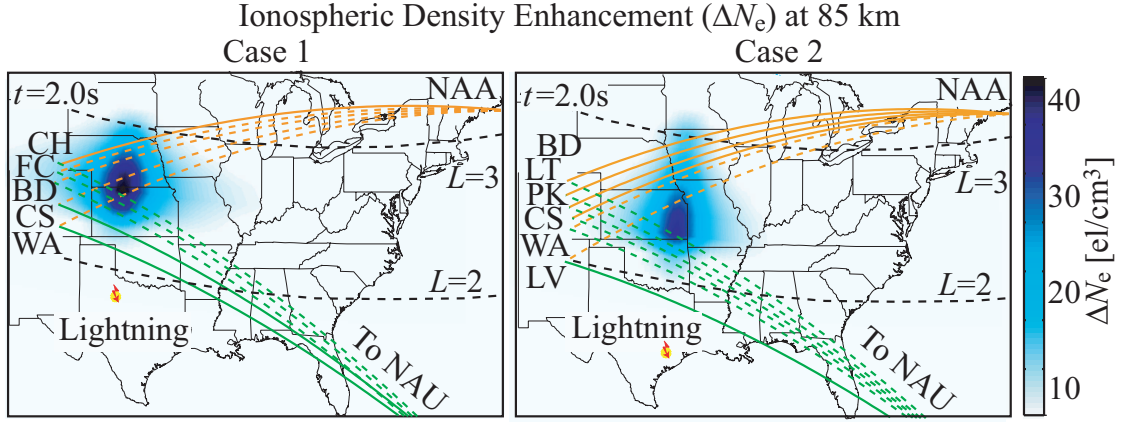 Ionospheric Density Enhancement (ΔNe) at 85 km
Case 1
Case 2
t=2.0s
NAA
CH
FC
BD
CS
WA
L=3
L=2
Lightning
To NAU
t=2.0s
NAA
BD
LT
PK
CS
WA
LV
L=3
L=2
Lightning
To NAU
40
30
20
10
ΔNe [el/cm³]